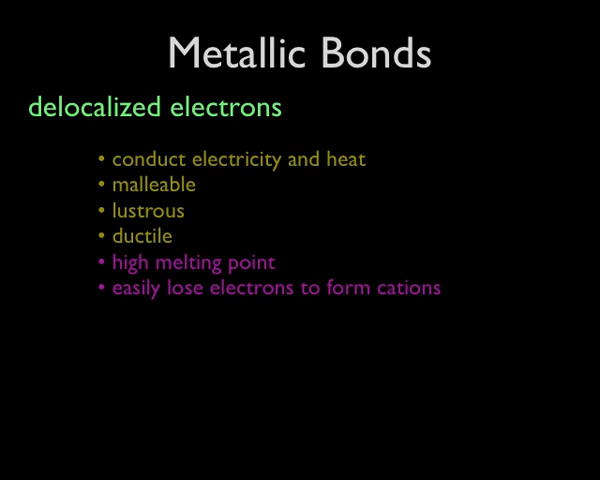 Metallic Bonds
delocalized electrons
• conduct electricity and heat
• malleable
• lustrous
• ductile
• high melting point
• easily lose electrons to form cations